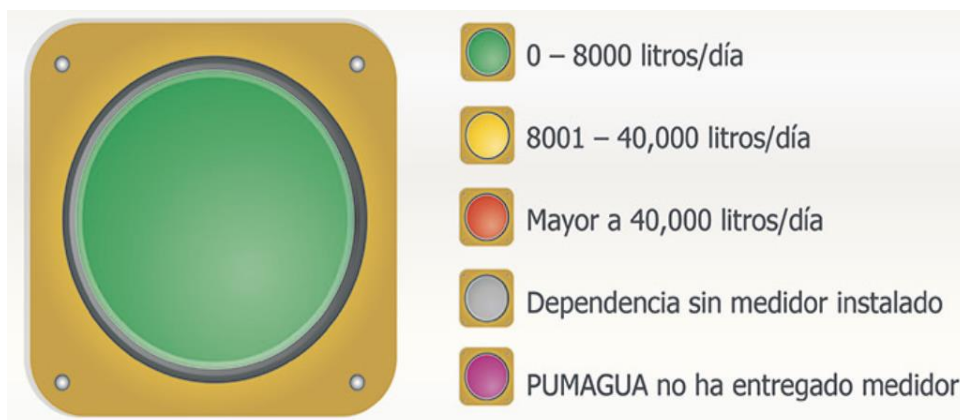 0 – 8000 litros/día
8001 – 40,000 litros/día
Mayor a 40,000 litros/día
Dependencia sin medidor instalado
PUMAGUA no ha entregado medidor